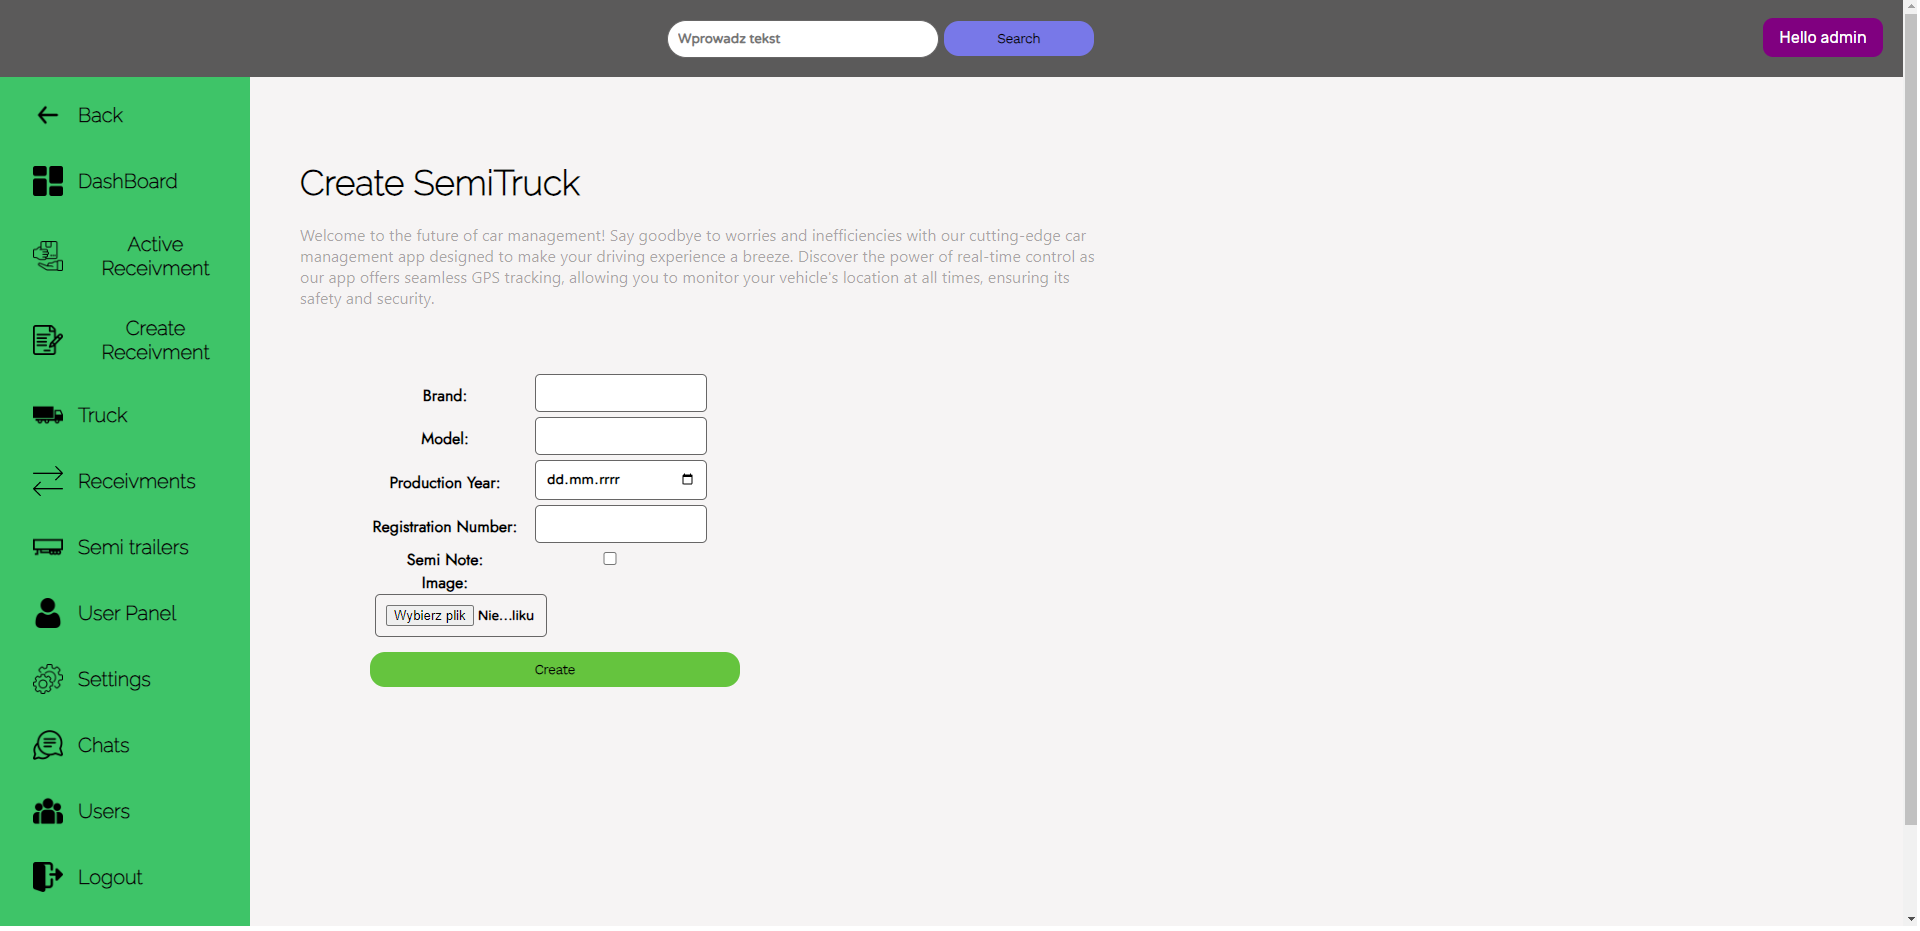 Wprowadz tekst
Search
Hello admin
Back
DashBoard
Active
Receivment
Create
Receivment
Truck
Receivments
Semi trailers
User Panel
Settings
Chats
Users
Logout
Create SemiTruck
Welcome to the future of car management! Say goodbye to worries and inefficiencies with our cutting-edge car
management app designed to make your driving experience a breeze. Discover the power of real-time control as
our app offers seamless GPS tracking, allowing you to monitor your vehicle's location at all times, ensuring its
safety and security.
Brand:
Model:
Production Year:
dd.mm.rrrr
Registration Number:
Semi Note:
Image:
Wybierz plik Nie...liku
Create